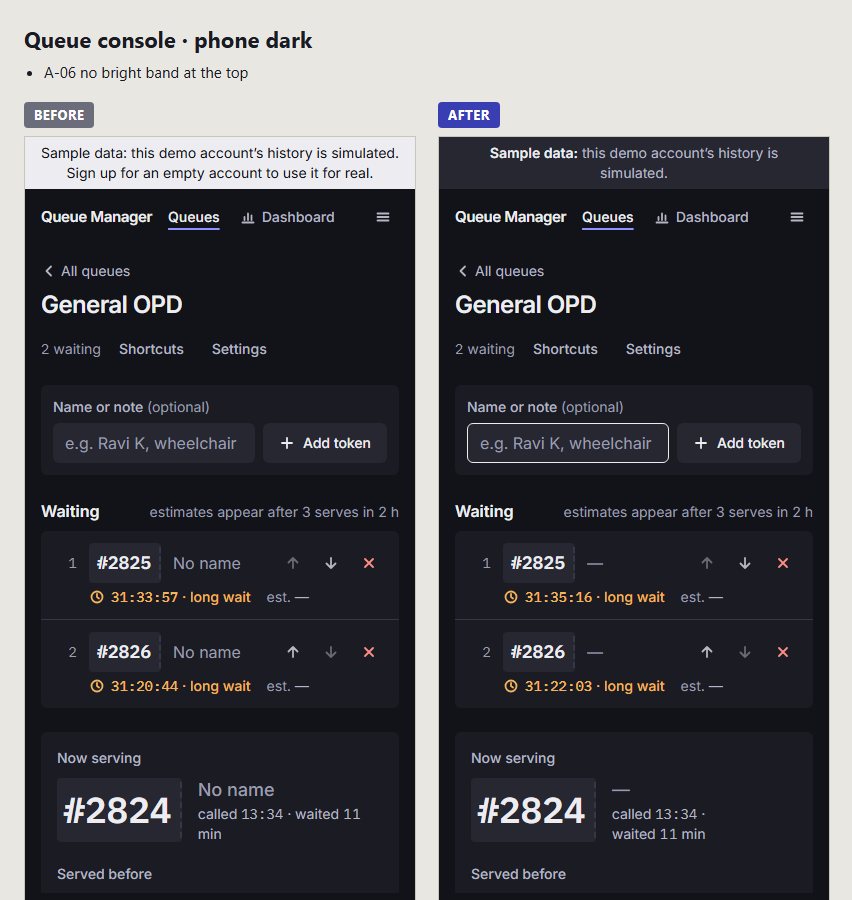 Queue console · phone dark
• A-06 no bright band at the top
BEFORE
Sample data: this demo account’s history is simulated.
Sign up for an empty account to use it for real.
Queue Manager Queues Dashboard
All queues
General OPD
2 waiting Shortcuts Settings
Name or note (optional)
e.g. Ravi K, wheelchair + Add token
Waiting estimates appear after 3 serves in 2 h
1 #2825 No name
31:33:57 · long wait est. —
2 #2826 No name
31:20:44 · long wait est. —
Now serving
#2824 No name
called 13:34 · waited 11
min
Served before
AFTER
Sample data: this demo account’s history is
simulated.
Queue Manager Queues Dashboard
All queues
General OPD
2 waiting Shortcuts Settings
Name or note (optional)
e.g. Ravi K, wheelchair + Add token
Waiting estimates appear after 3 serves in 2 h
1 #2825 —
31:35:16 · long wait est. —
2 #2826 —
31:22:03 · long wait est. —
Now serving
#2824 —
called 13:34 ·
waited 11 min
Served before